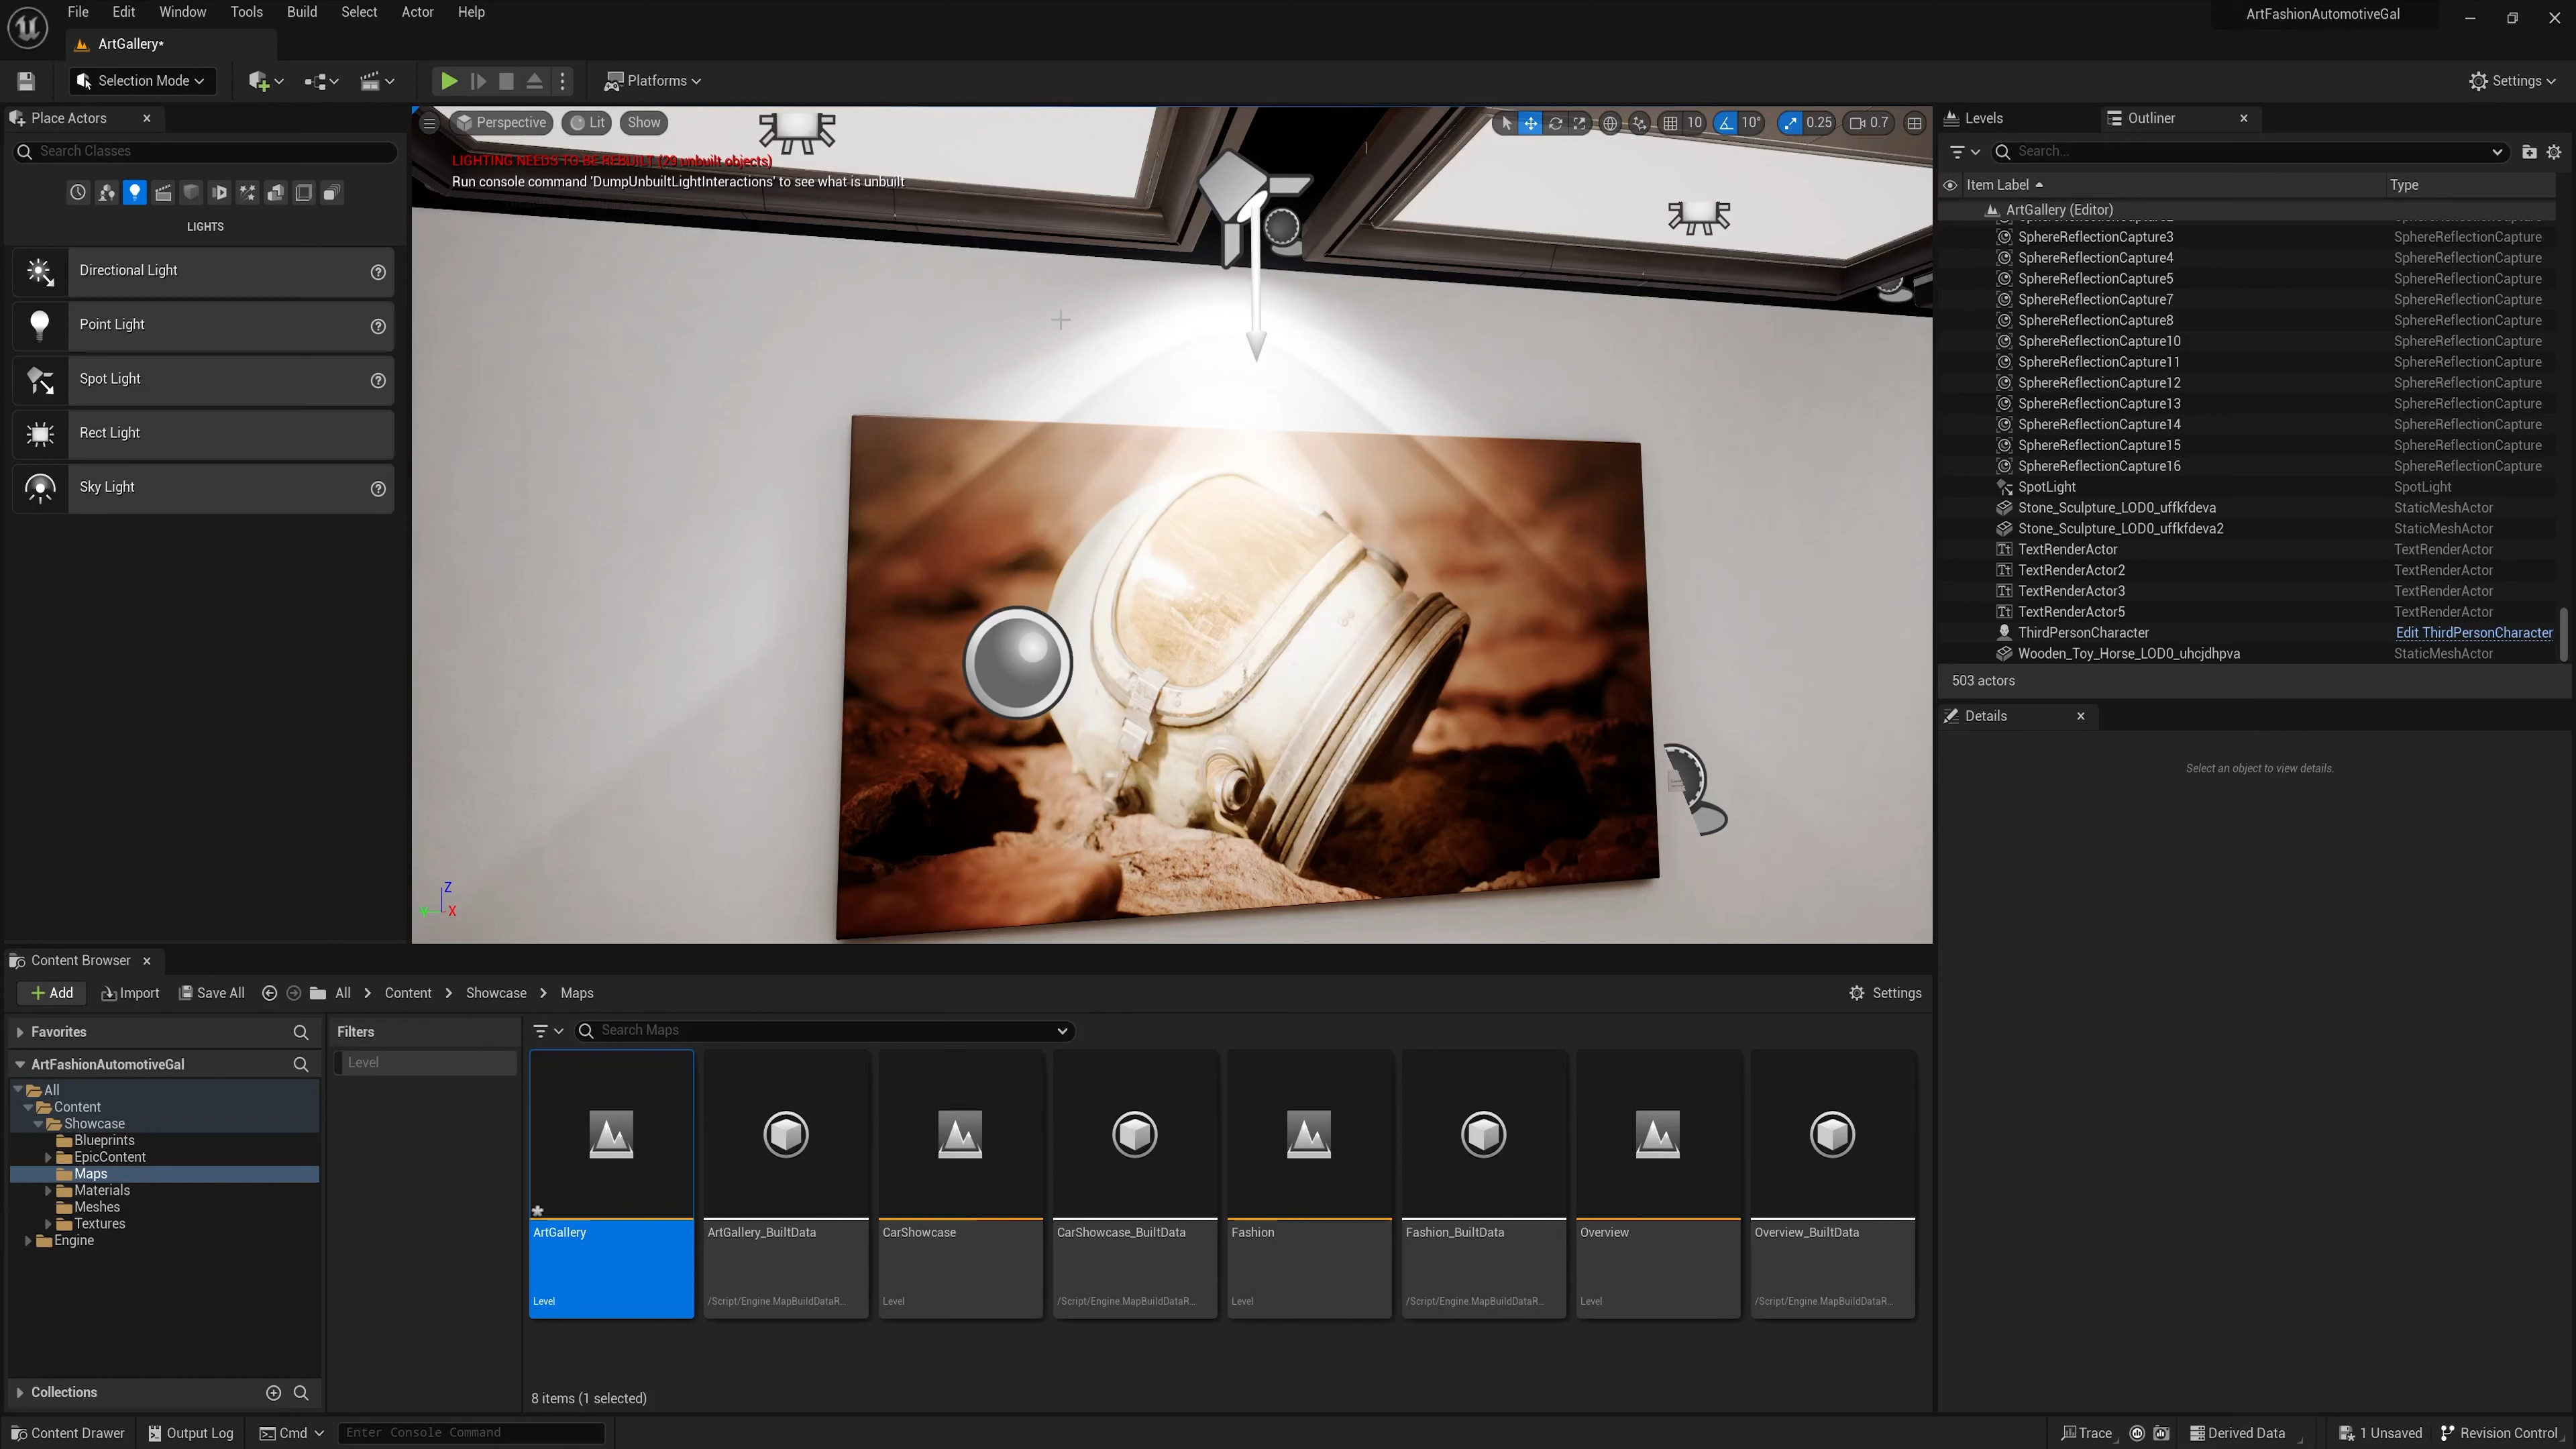 File Edit Window Tools Build Select Actor Help
ArtFashionAutomotiveGal
ArtGallery*
Selection Mode
Platforms
Settings
Place Actors
Search Classes
LIGHTS
Directional Light
Point Light
Spot Light
Rect Light
Sky Light
Perspective Lit Show
10 10° 0.25 0.7
LIGHTING NEEDS TO BE REBUILT (29 unbuilt objects)
Run console command 'DumpUnbuiltLightInteractions' to see what is unbuilt
Z
X
Levels Outliner
Search...
Item Label Type
ArtGallery (Editor)
SphereReflectionCapture3 SphereReflectionCapture
SphereReflectionCapture4 SphereReflectionCapture
SphereReflectionCapture5 SphereReflectionCapture
SphereReflectionCapture7 SphereReflectionCapture
SphereReflectionCapture8 SphereReflectionCapture
SphereReflectionCapture10 SphereReflectionCapture
SphereReflectionCapture11 SphereReflectionCapture
SphereReflectionCapture12 SphereReflectionCapture
SphereReflectionCapture13 SphereReflectionCapture
SphereReflectionCapture14 SphereReflectionCapture
SphereReflectionCapture15 SphereReflectionCapture
SphereReflectionCapture16 SphereReflectionCapture
SpotLight SpotLight
Stone_Sculpture_LOD0_uffkfdeva StaticMeshActor
Stone_Sculpture_LOD0_uffkfdeva2 StaticMeshActor
TextRenderActor TextRenderActor
TextRenderActor2 TextRenderActor
TextRenderActor3 TextRenderActor
TextRenderActor5 TextRenderActor
ThirdPersonCharacter Edit ThirdPersonCharacter
Wooden_Toy_Horse_LOD0_uhcjdhpva StaticMeshActor
503 actors
Details
Select an object to view details.
Content Browser
Add Import Save All All > Content > Showcase > Maps
Settings
Favorites
ArtFashionAutomotiveGal
All
Content
Showcase
Blueprints
EpicContent
Maps
Materials
Meshes
Textures
Engine
Collections
Filters
Level
Search Maps
ArtGallery
Level
ArtGallery_BuiltData
/Script/Engine.MapBuildDataR...
CarShowcase
Level
CarShowcase_BuiltData
/Script/Engine.MapBuildDataR...
Fashion
Level
Fashion_BuiltData
/Script/Engine.MapBuildDataR...
Overview
Level
Overview_BuiltData
/Script/Engine.MapBuildDataR...
8 items (1 selected)
Content Drawer Output Log Cmd Enter Console Command
Trace Derived Data 1 Unsaved Revision Control